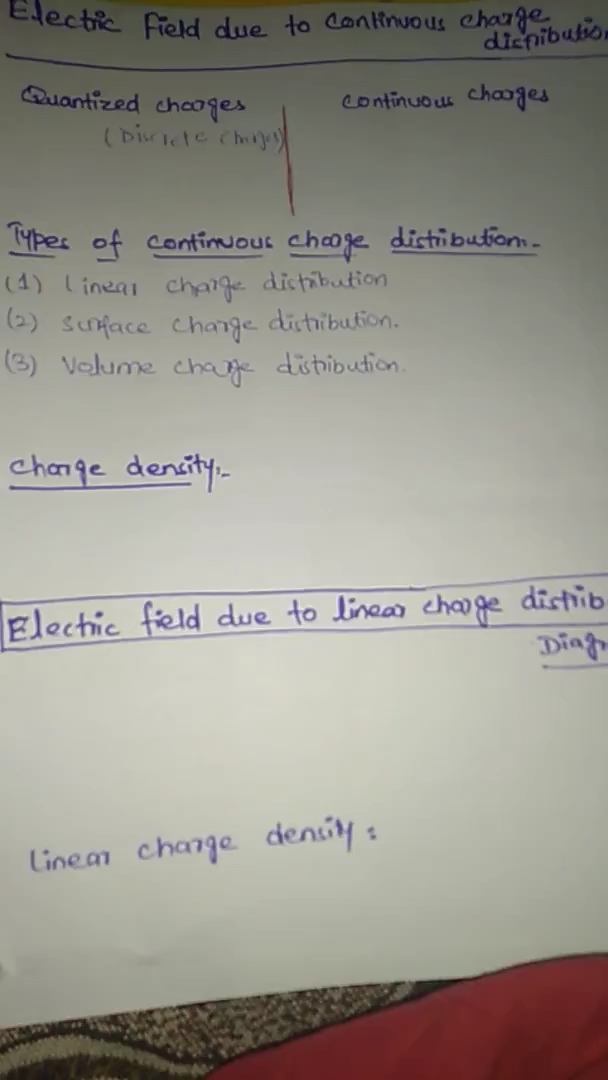 Electric Field due to continuous charge
distributio
Quantized charges
(Discrete charges)
continuous charges
Types of continuous charge distribution:-
(1) linear charge distribution
(2) surface charge distribution.
(3) Volume charge distribution.
charge density:-
Electric field due to linear charge distrib
Diagr
linear charge density: